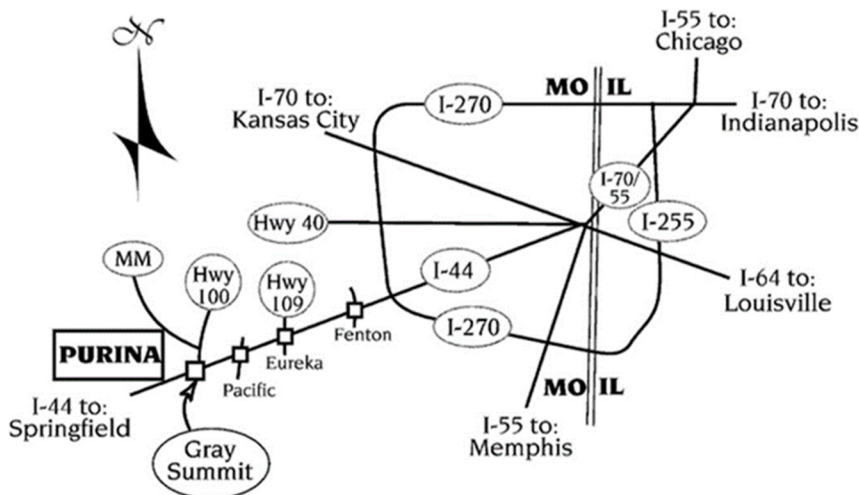 N
I-55 to:
Chicago
MO IL
I-70 to:
Kansas City
I-270
I-70 to:
Indianapolis
I-70/
55
Hwy 40
I-255
MM
Hwy
100
Hwy
109
I-44
I-64 to:
Louisville
Fenton
I-270
PURINA
Eureka
Pacific
MO IL
I-44 to:
Springfield
I-55 to:
Memphis
Gray
Summit